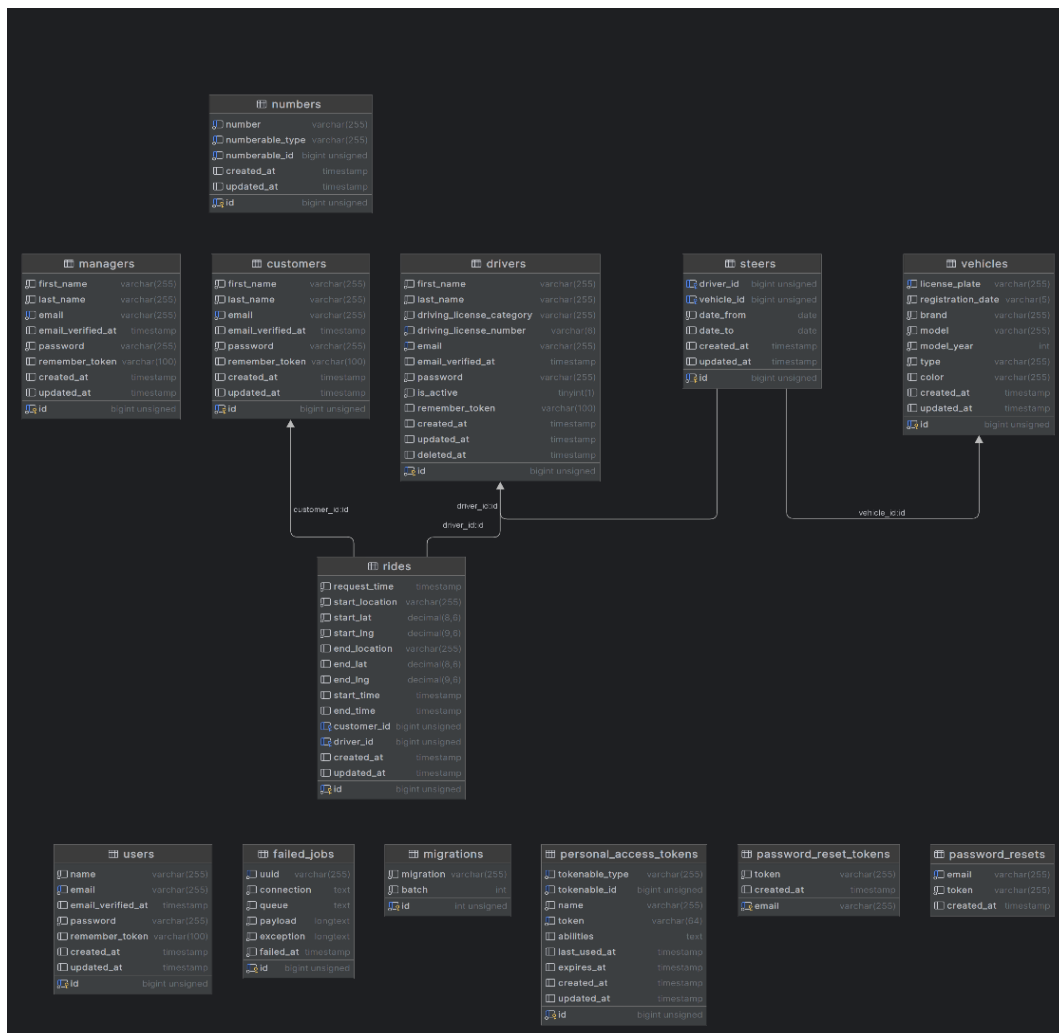 numbers
number varchar(255)
numberable_type varchar(255)
numberable_id bigint unsigned
created_at timestamp
updated_at timestamp
id bigint unsigned
managers
first_name varchar(255)
last_name varchar(255)
email varchar(255)
email_verified_at timestamp
password varchar(255)
remember_token varchar(100)
created_at timestamp
updated_at timestamp
id bigint unsigned
customers
first_name varchar(255)
last_name varchar(255)
email varchar(255)
email_verified_at timestamp
password varchar(255)
remember_token varchar(100)
created_at timestamp
updated_at timestamp
id bigint unsigned
drivers
first_name varchar(255)
last_name varchar(255)
driving_license_category varchar(255)
driving_license_number varchar(8)
email varchar(255)
email_verified_at timestamp
password varchar(255)
is_active tinyint(1)
remember_token varchar(100)
created_at timestamp
updated_at timestamp
deleted_at timestamp
id bigint unsigned
steers
driver_id bigint unsigned
vehicle_id bigint unsigned
date_from date
date_to date
created_at timestamp
updated_at timestamp
id bigint unsigned
vehicles
license_plate varchar(255)
registration_date varchar(5)
brand varchar(255)
model varchar(255)
model_year int
type varchar(255)
color varchar(255)
created_at timestamp
updated_at timestamp
id bigint unsigned
customer_id:id
driver_id:id
driver_id:id
vehicle_id:id
rides
request_time timestamp
start_location varchar(255)
start_lat decimal(8,6)
start_lng decimal(9,6)
end_location varchar(255)
end_lat decimal(8,6)
end_lng decimal(9,6)
start_time timestamp
end_time timestamp
customer_id bigint unsigned
driver_id bigint unsigned
created_at timestamp
updated_at timestamp
id bigint unsigned
users
name varchar(255)
email varchar(255)
email_verified_at timestamp
password varchar(255)
remember_token varchar(100)
created_at timestamp
updated_at timestamp
id bigint unsigned
failed_jobs
uuid varchar(255)
connection text
queue text
payload longtext
exception longtext
failed_at timestamp
id bigint unsigned
migrations
migration varchar(255)
batch int
id int unsigned
personal_access_tokens
tokenable_type varchar(255)
tokenable_id bigint unsigned
name varchar(255)
token varchar(64)
abilities text
last_used_at timestamp
expires_at timestamp
created_at timestamp
updated_at timestamp
id bigint unsigned
password_reset_tokens
token varchar(255)
created_at timestamp
email varchar(255)
password_resets
email varchar(255)
token varchar(255)
created_at timestamp